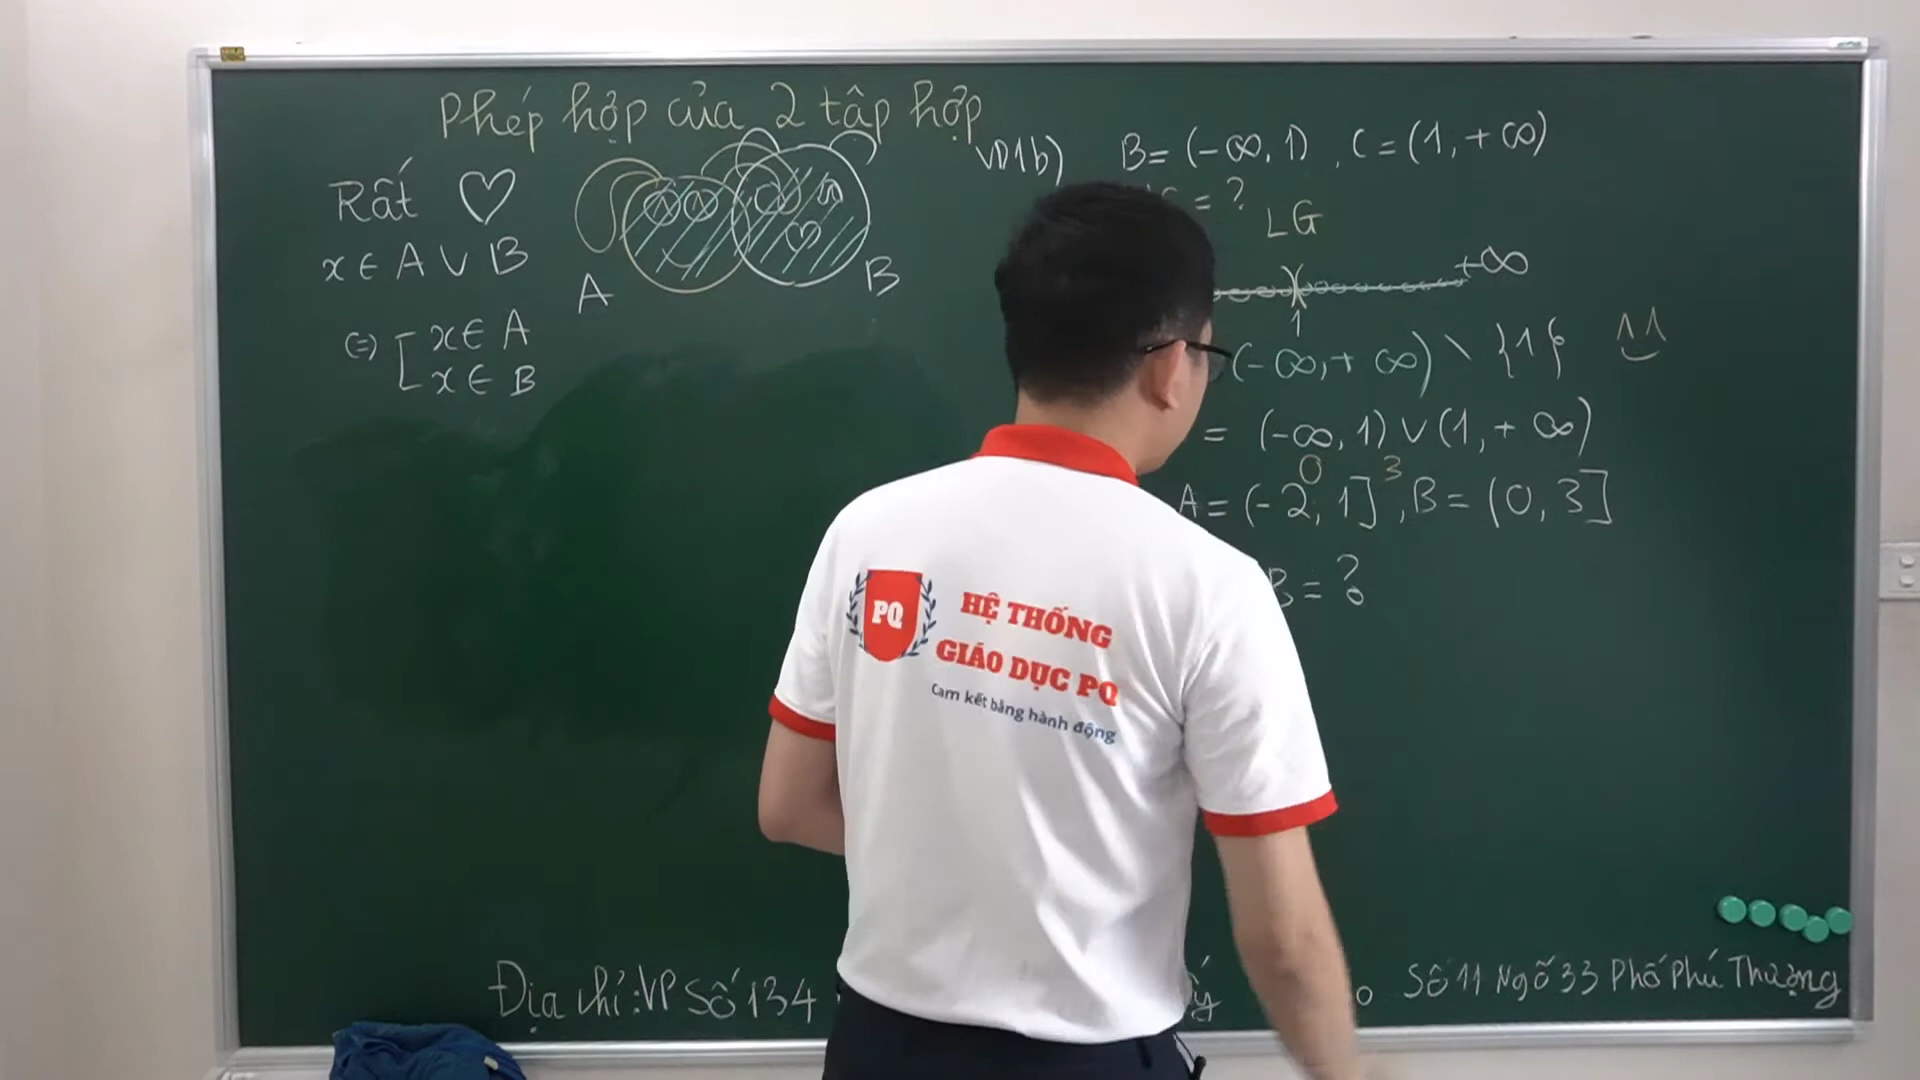 Phép hợp của 2 tập hợp
Rất ♡
x ∈ A ∨ B
⇔ [ x ∈ A
x ∈ B
A
B
VD1b) B = (-∞, 1), C = (1, +∞)
= ?
LG
+∞
1
(-∞, + ∞) \ {1}
= (-∞, 1) ∨ (1, + ∞)
0 3
A = (-2, 1], B = (0, 3]
B = ?
PQ
HỆ THỐNG
GIÁO DỤC PQ
Cam kết bằng hành động
Địa chỉ: VP Số 134
Số 11 Ngõ 33 Phố Phú Thượng